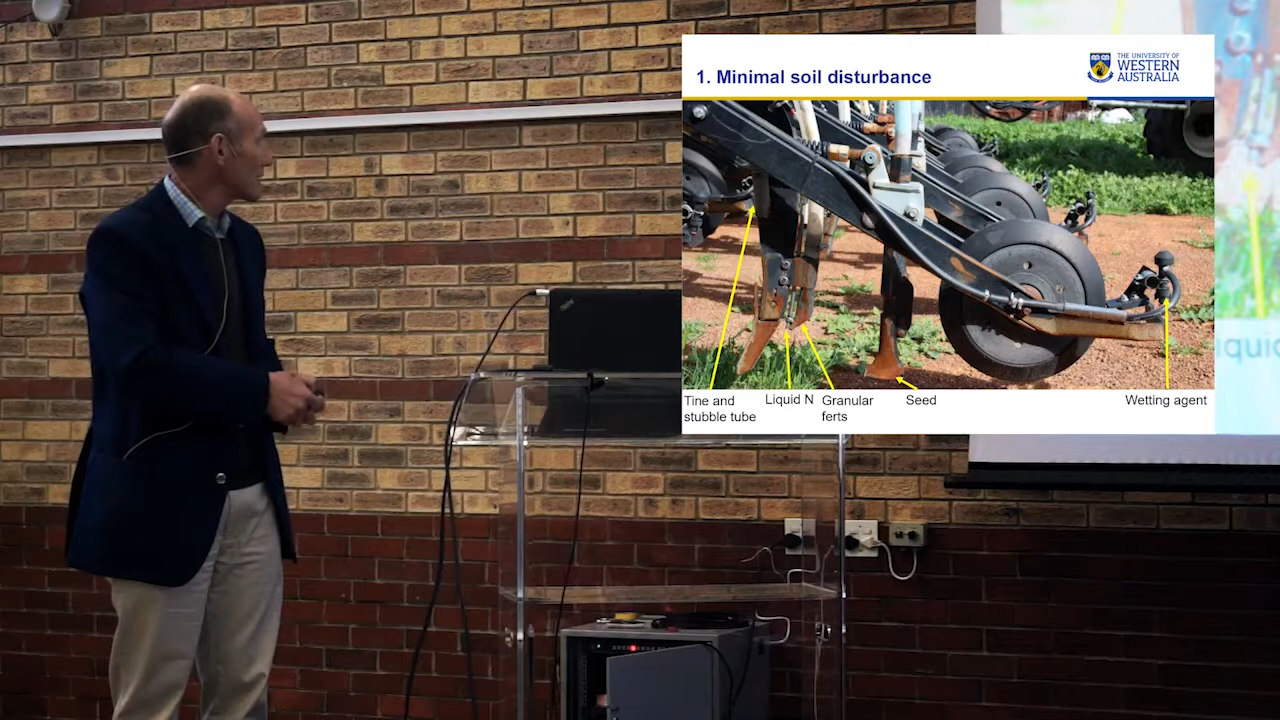 1. Minimal soil disturbance
THE UNIVERSITY OF
WESTERN
AUSTRALIA
Tine and
stubble tube
Liquid N
Granular
ferts
Seed
Wetting agent
iquid